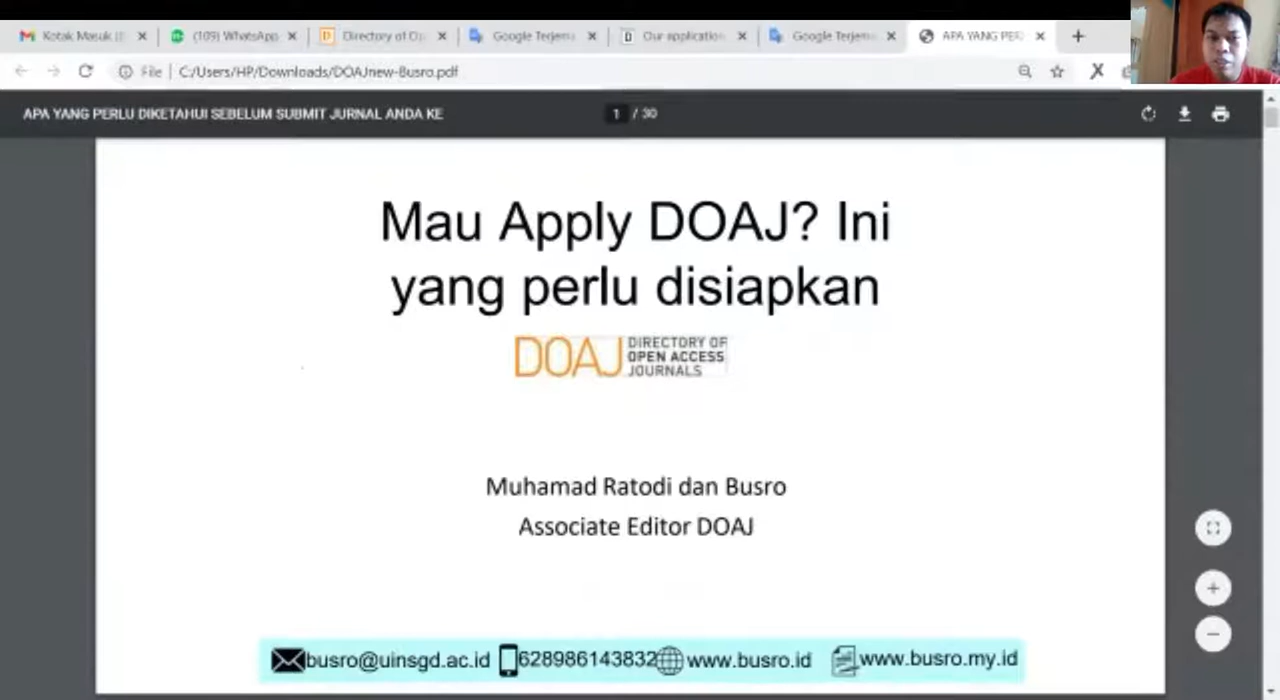 Kotak Masuk (1
(109) WhatsApp
Directory of Op
Google Terjema
Our application
Google Terjema
APA YANG PER
File
C:/Users/HP/Downloads/DOAJnew-Busro.pdf
APA YANG PERLU DIKETAHUI SEBELUM SUBMIT JURNAL ANDA KE
1 / 30
Mau Apply DOAJ? Ini
yang perlu disiapkan
DOAJ
DIRECTORY OF
OPEN ACCESS
JOURNALS
Muhamad Ratodi dan Busro
Associate Editor DOAJ
busro@uinsgd.ac.id 628986143832 www.busro.id www.busro.my.id